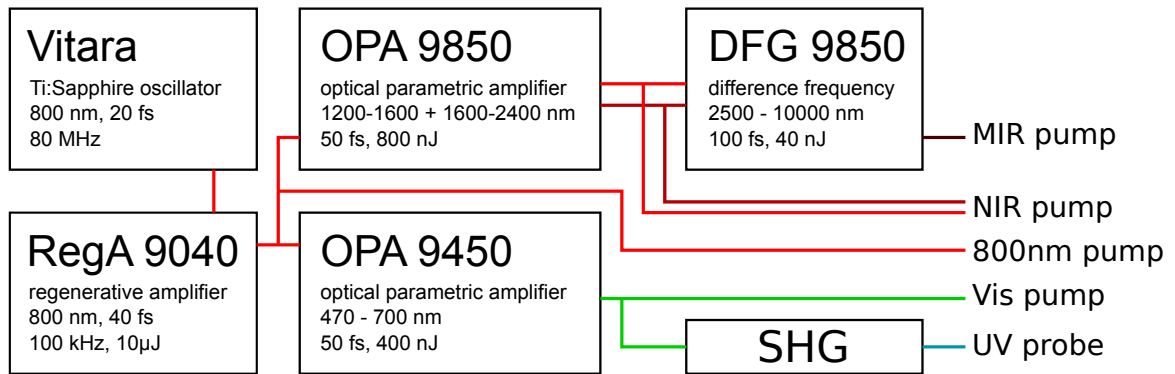 Vitara
Ti:Sapphire oscillator
800 nm, 20 fs
80 MHz
OPA 9850
optical parametric amplifier
1200-1600 + 1600-2400 nm
50 fs, 800 nJ
DFG 9850
difference frequency
2500 - 10000 nm
100 fs, 40 nJ
MIR pump
NIR pump
800nm pump
Vis pump
UV probe
RegA 9040
regenerative amplifier
800 nm, 40 fs
100 kHz, 10µJ
OPA 9450
optical parametric amplifier
470 - 700 nm
50 fs, 400 nJ
SHG